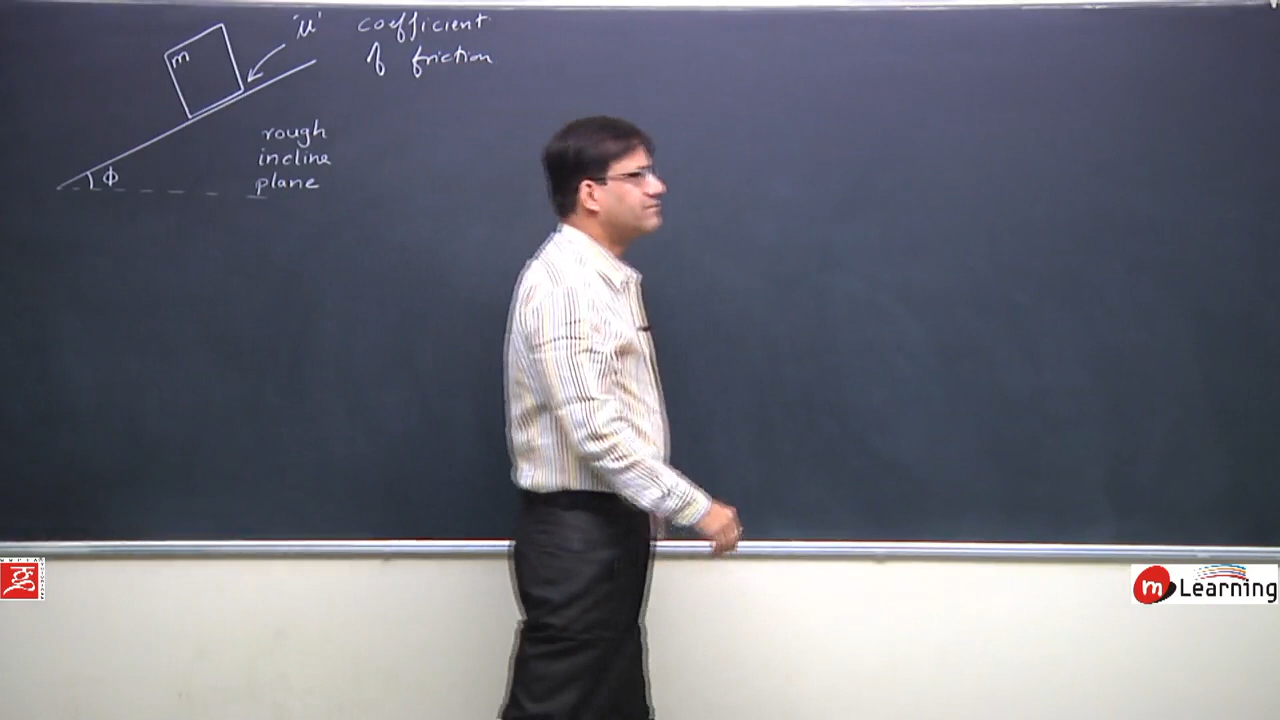 'μ' coefficient
of friction
m
rough
incline
plane
ϕ
m Learning